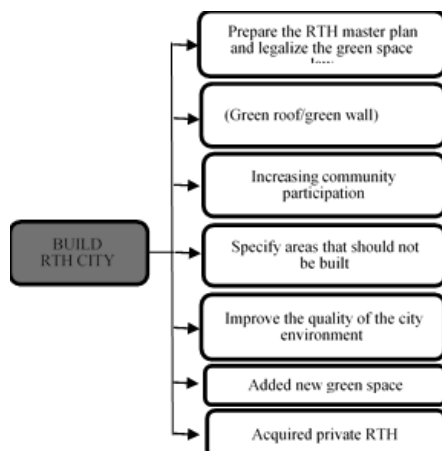 Prepare the RTH master plan
and legalize the green space
(Green roof/green wall)
Increasing community
participation
BUILD
RTH CITY
Specify areas that should not
be built
Improve the quality of the city
environment
Added new green space
Acquired private RTH